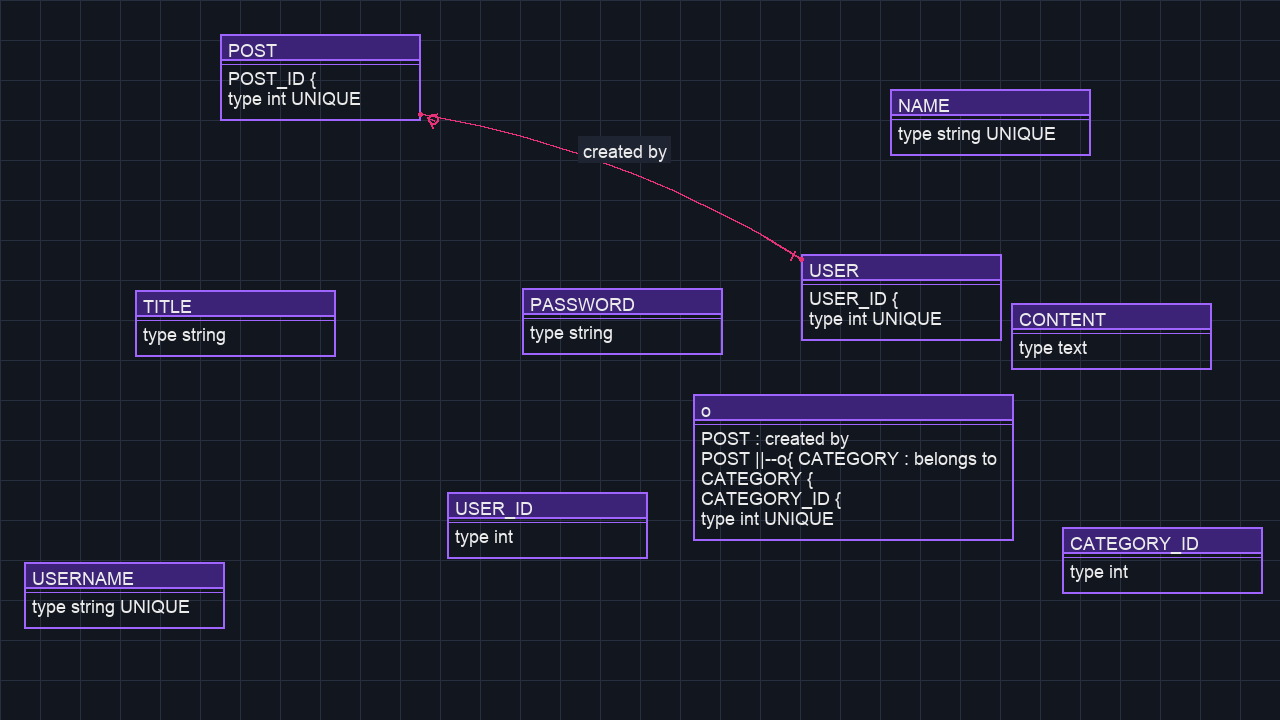 POST
POST_ID {
type int UNIQUE
NAME
type string UNIQUE
created by
USER
USER_ID {
type int UNIQUE
TITLE
type string
PASSWORD
type string
CONTENT
type text
o
POST : created by
POST ||--o{ CATEGORY : belongs to
CATEGORY {
CATEGORY_ID {
type int UNIQUE
USER_ID
type int
CATEGORY_ID
type int
USERNAME
type string UNIQUE